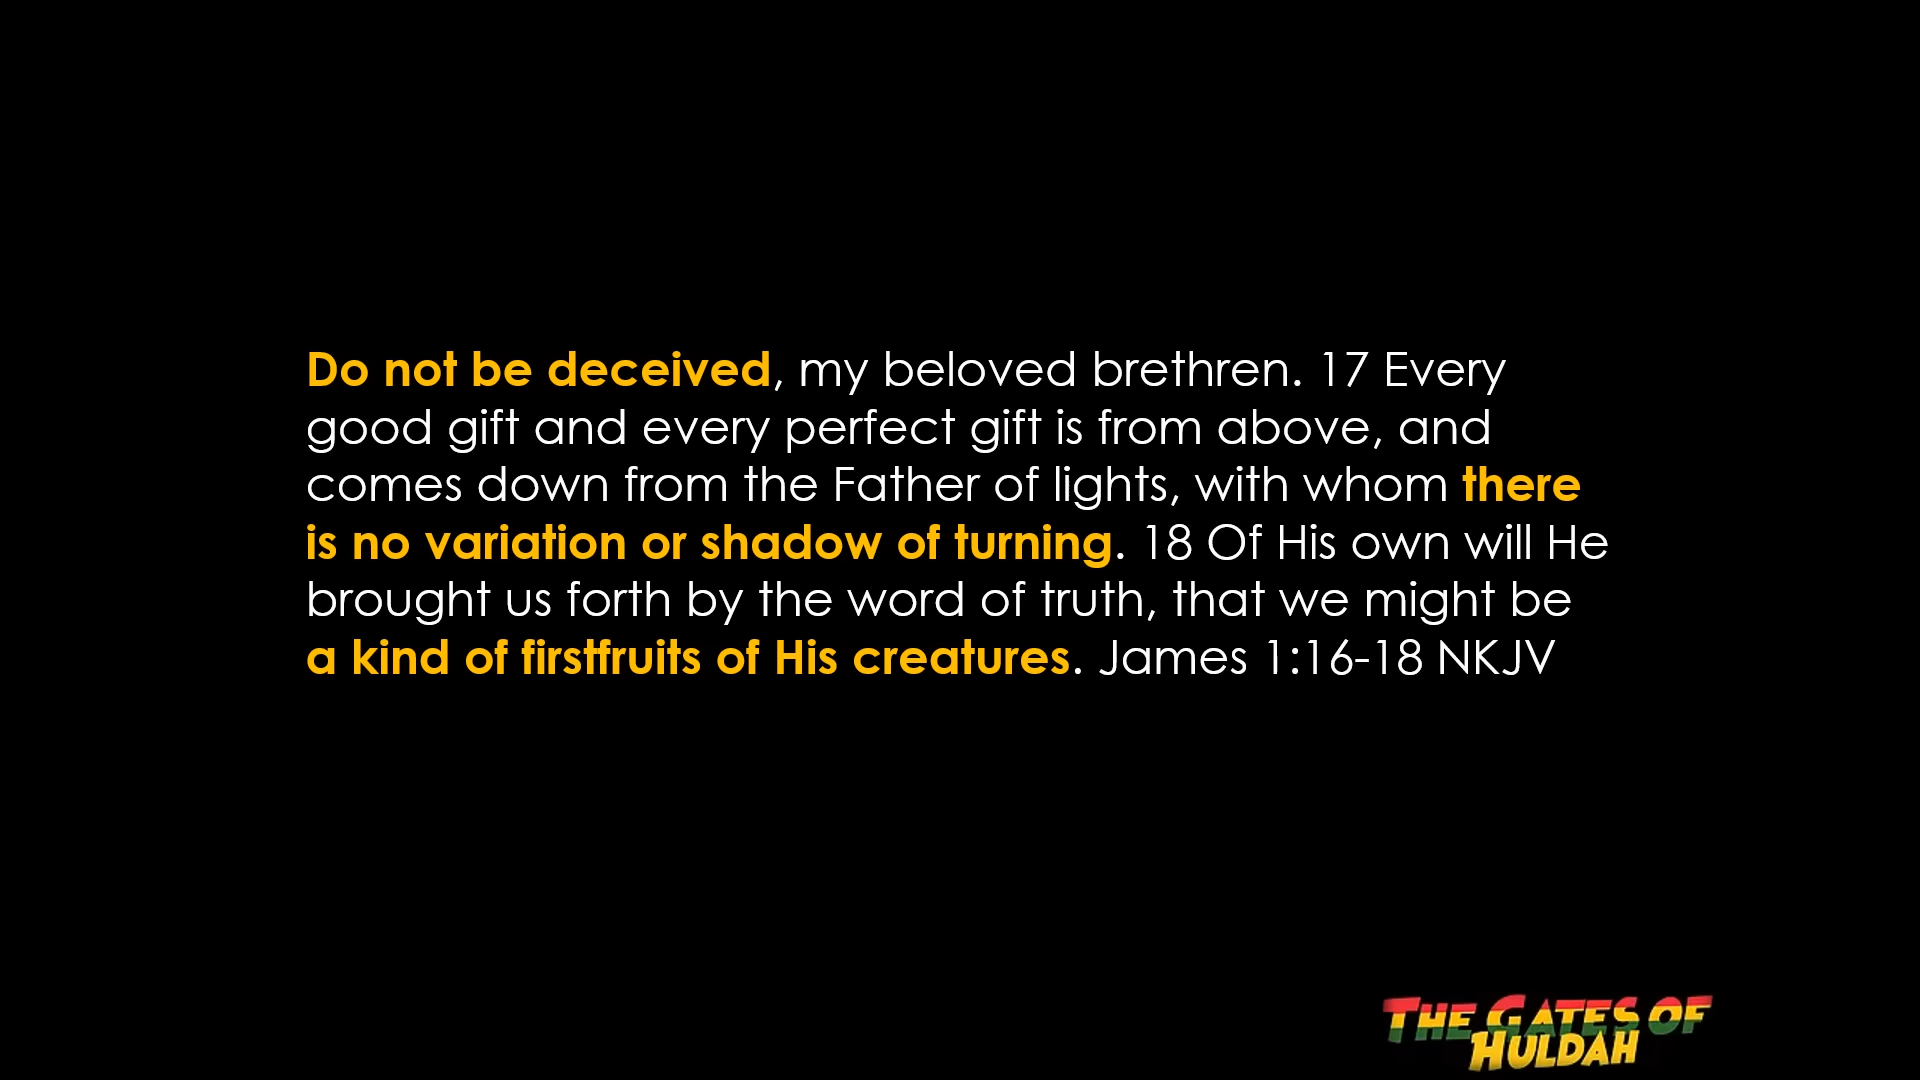 Do not be deceived, my beloved brethren. 17 Every
good gift and every perfect gift is from above, and
comes down from the Father of lights, with whom there
is no variation or shadow of turning. 18 Of His own will He
brought us forth by the word of truth, that we might be
a kind of firstfruits of His creatures. James 1:16-18 NKJV
THE GATES OF
HULDAH